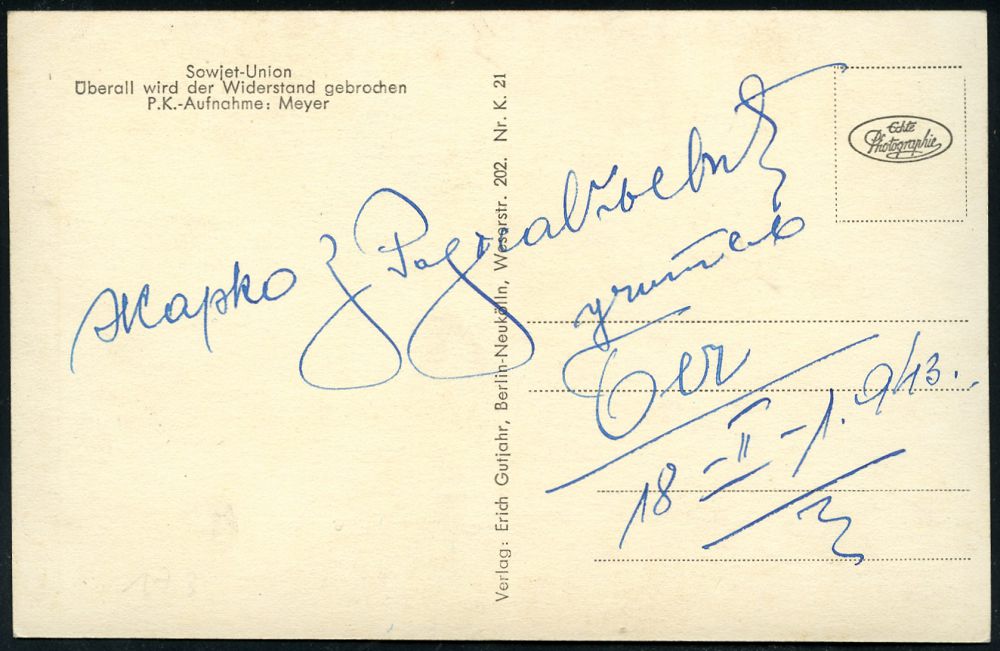 Sowjet-Union
Überall wird der Widerstand gebrochen
P.K.-Aufnahme: Meyer
Verlag: Erich Gutjahr, Berlin-Neukölln, Weserstr. 202. Nr. K. 21
Echte
Photographie
Жарко
18-II-1.943.